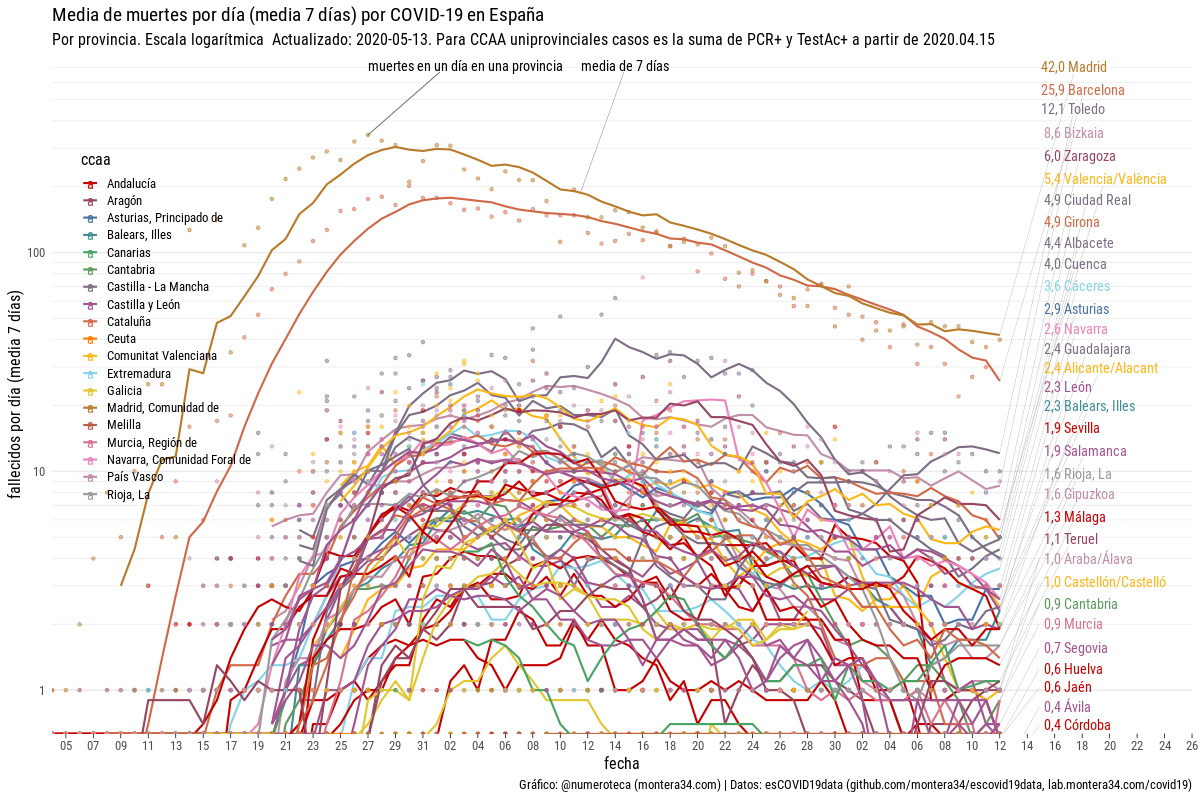 Media de muertes por día (media 7 días) por COVID-19 en España
Por provincia. Escala logarítmica  Actualizado: 2020-05-13. Para CCAA uniprovinciales casos es la suma de PCR+ y TestAc+ a partir de 2020.04.15
muertes en un día en una provincia
media de 7 días
ccaa
Andalucía
Aragón
Asturias, Principado de
Balears, Illes
Canarias
Cantabria
Castilla - La Mancha
Castilla y León
Cataluña
Ceuta
Comunitat Valenciana
Extremadura
Galicia
Madrid, Comunidad de
Melilla
Murcia, Región de
Navarra, Comunidad Foral de
País Vasco
Rioja, La
fallecidos por día (media  7 días)
100
10
1
42,0 Madrid
25,9 Barcelona
12,1 Toledo
8,6 Bizkaia
6,0 Zaragoza
5,4 Valencia/València
4,9 Ciudad Real
4,9 Girona
4,4 Albacete
4,0 Cuenca
3,6 Cáceres
2,9 Asturias
2,6 Navarra
2,4 Guadalajara
2,4 Alicante/Alacant
2,3 León
2,3 Balears, Illes
1,9 Sevilla
1,9 Salamanca
1,6 Rioja, La
1,6 Gipuzkoa
1,3 Málaga
1,1 Teruel
1,0 Araba/Álava
1,0 Castellón/Castelló
0,9 Cantabria
0,9 Murcia
0,7 Segovia
0,6 Huelva
0,6 Jaén
0,4 Ávila
0,4 Córdoba
05 07 09 11 13 15 17 19 21 23 25 27 29 31 02 04 06 08 10 12 14 16 18 20 22 24 26 28 30 02 04 06 08 10 12 14 16 18 20 22 24 26
fecha
Gráfico: @numeroteca (montera34.com) | Datos: esCOVID19data (github.com/montera34/escovid19data, lab.montera34.com/covid19)